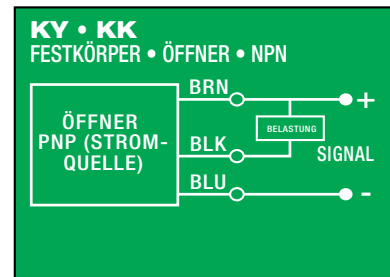 KY • KK
FESTKÖRPER • ÖFFNER • NPN
BRN
+
ÖFFNER
PNP (STROM-
QUELLE)
BELASTUNG
BLK
SIGNAL
BLU
-